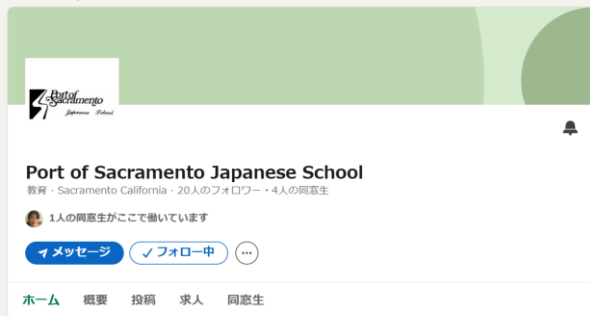 Port of
Sacramento
Japanese School
Port of Sacramento Japanese School
教育・Sacramento California・20人のフォロワー・4人の同窓生
1人の同窓生がここで働いています
メッセージ
フォロー中
ホーム 概要 投稿 求人 同窓生